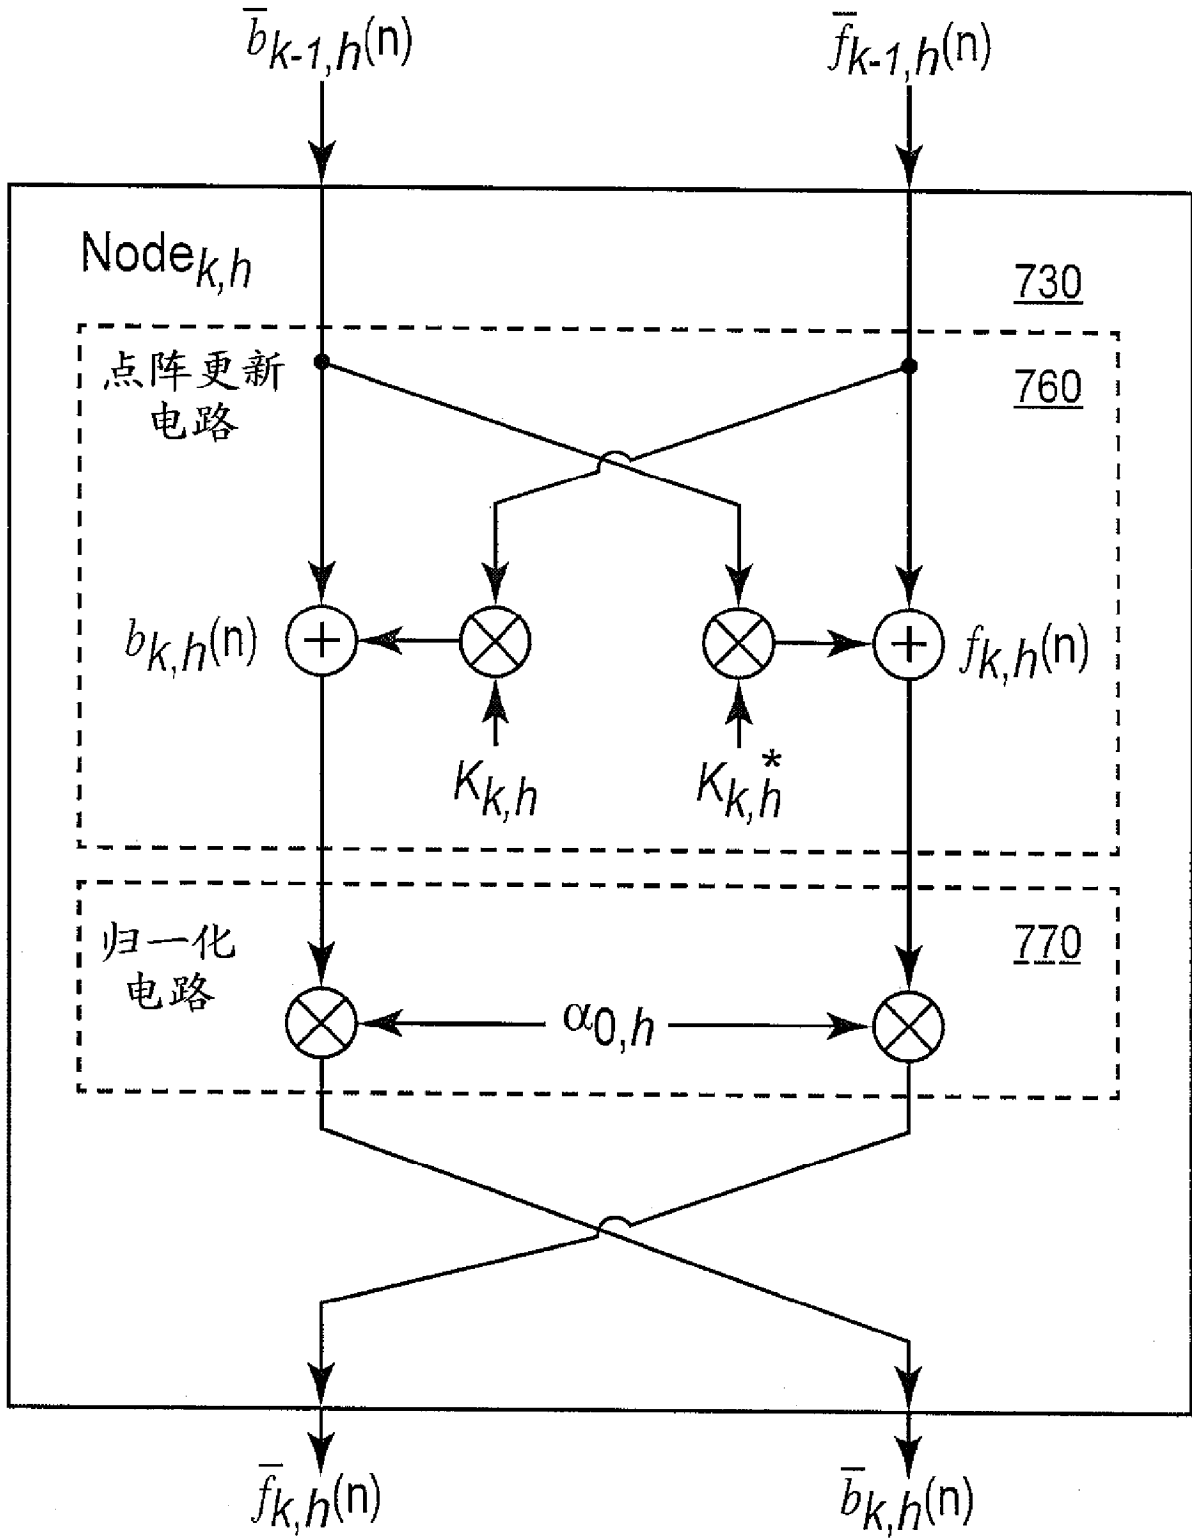 b̅k-1,h(n)
f̅k-1,h(n)
Nodek,h
730
点阵更新
电路
760
bk,h(n)
fk,h(n)
Kk,h
Kk,h*
归一化
电路
770
α0,h
f̅k,h(n)
b̅k,h(n)